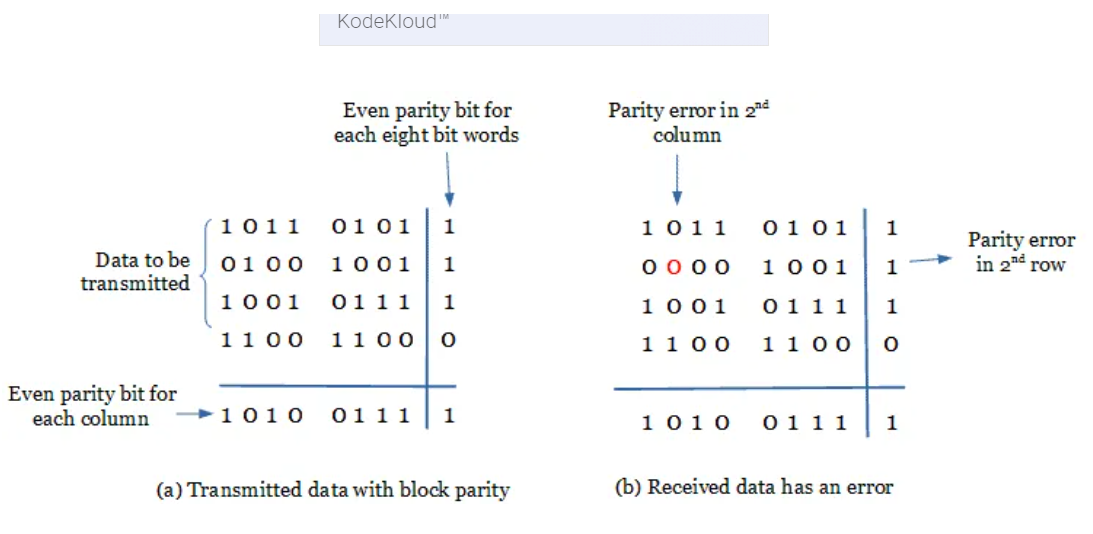 KodeKloud™
Even parity bit for
each eight bit words
Parity error in 2nd
column
1 0 1 1 0 1 0 1 1
0 1 0 0 1 0 0 1 1
1 0 0 1 0 1 1 1 1
1 1 0 0 1 1 0 0 0
Data to be
transmitted
Even parity bit for
each column
1 0 1 0 0 1 1 1 1
(a) Transmitted data with block parity
1 0 1 1 0 1 0 1 1
0 0 0 0 1 0 0 1 1
1 0 0 1 0 1 1 1 1
1 1 0 0 1 1 0 0 0
Parity error
in 2nd row
1 0 1 0 0 1 1 1 1
(b) Received data has an error